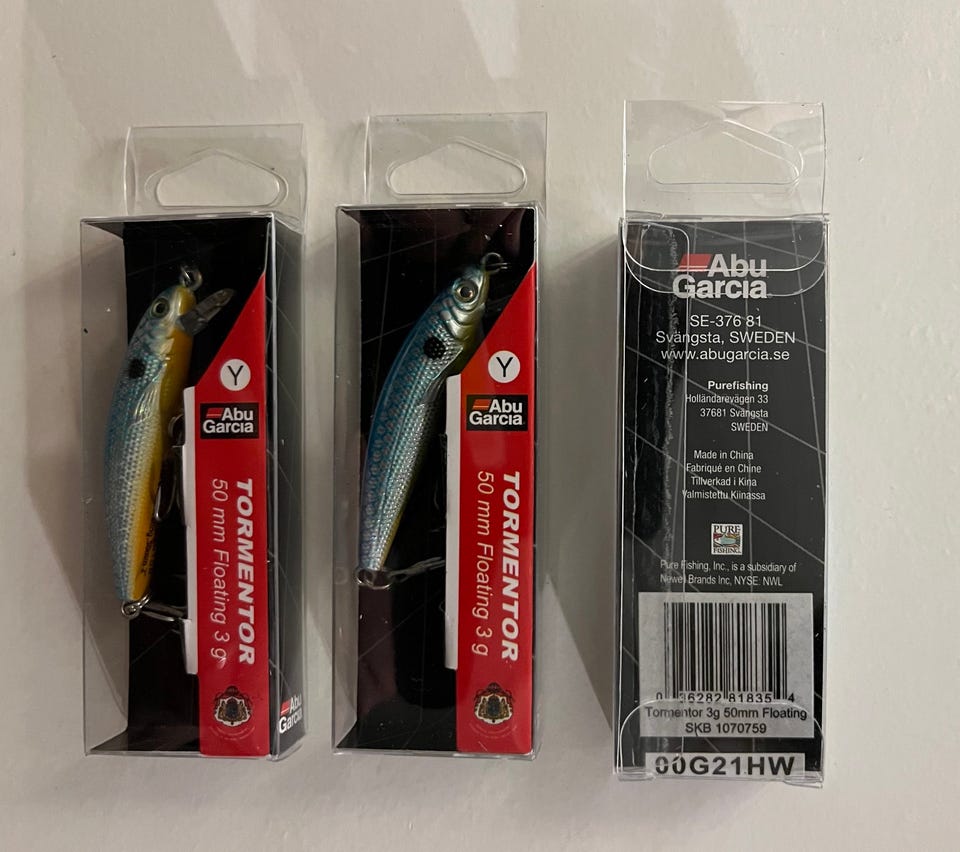 Y
Abu
Garcia
TORMENTOR
50 mm Floating 3 g
Abu
Garcia
Y
Abu
Garcia
TORMENTOR
50 mm Floating 3 g
Abu
Garcia
SE-376 81
Svängsta, SWEDEN
www.abugarcia.se
Purefishing
Holländarevägen 33
37681 Svängsta
SWEDEN
Made in China
Fabriqué en Chine
Tillverkad i Kina
Valmistettu Kiinassa
PURE
FISHING
Pure Fishing, Inc., is a subsidiary of
Newell Brands Inc, NYSE: NWL
0 36282 81835 4
Tormentor 3g 50mm Floating
SKB 1070759
00G21HW